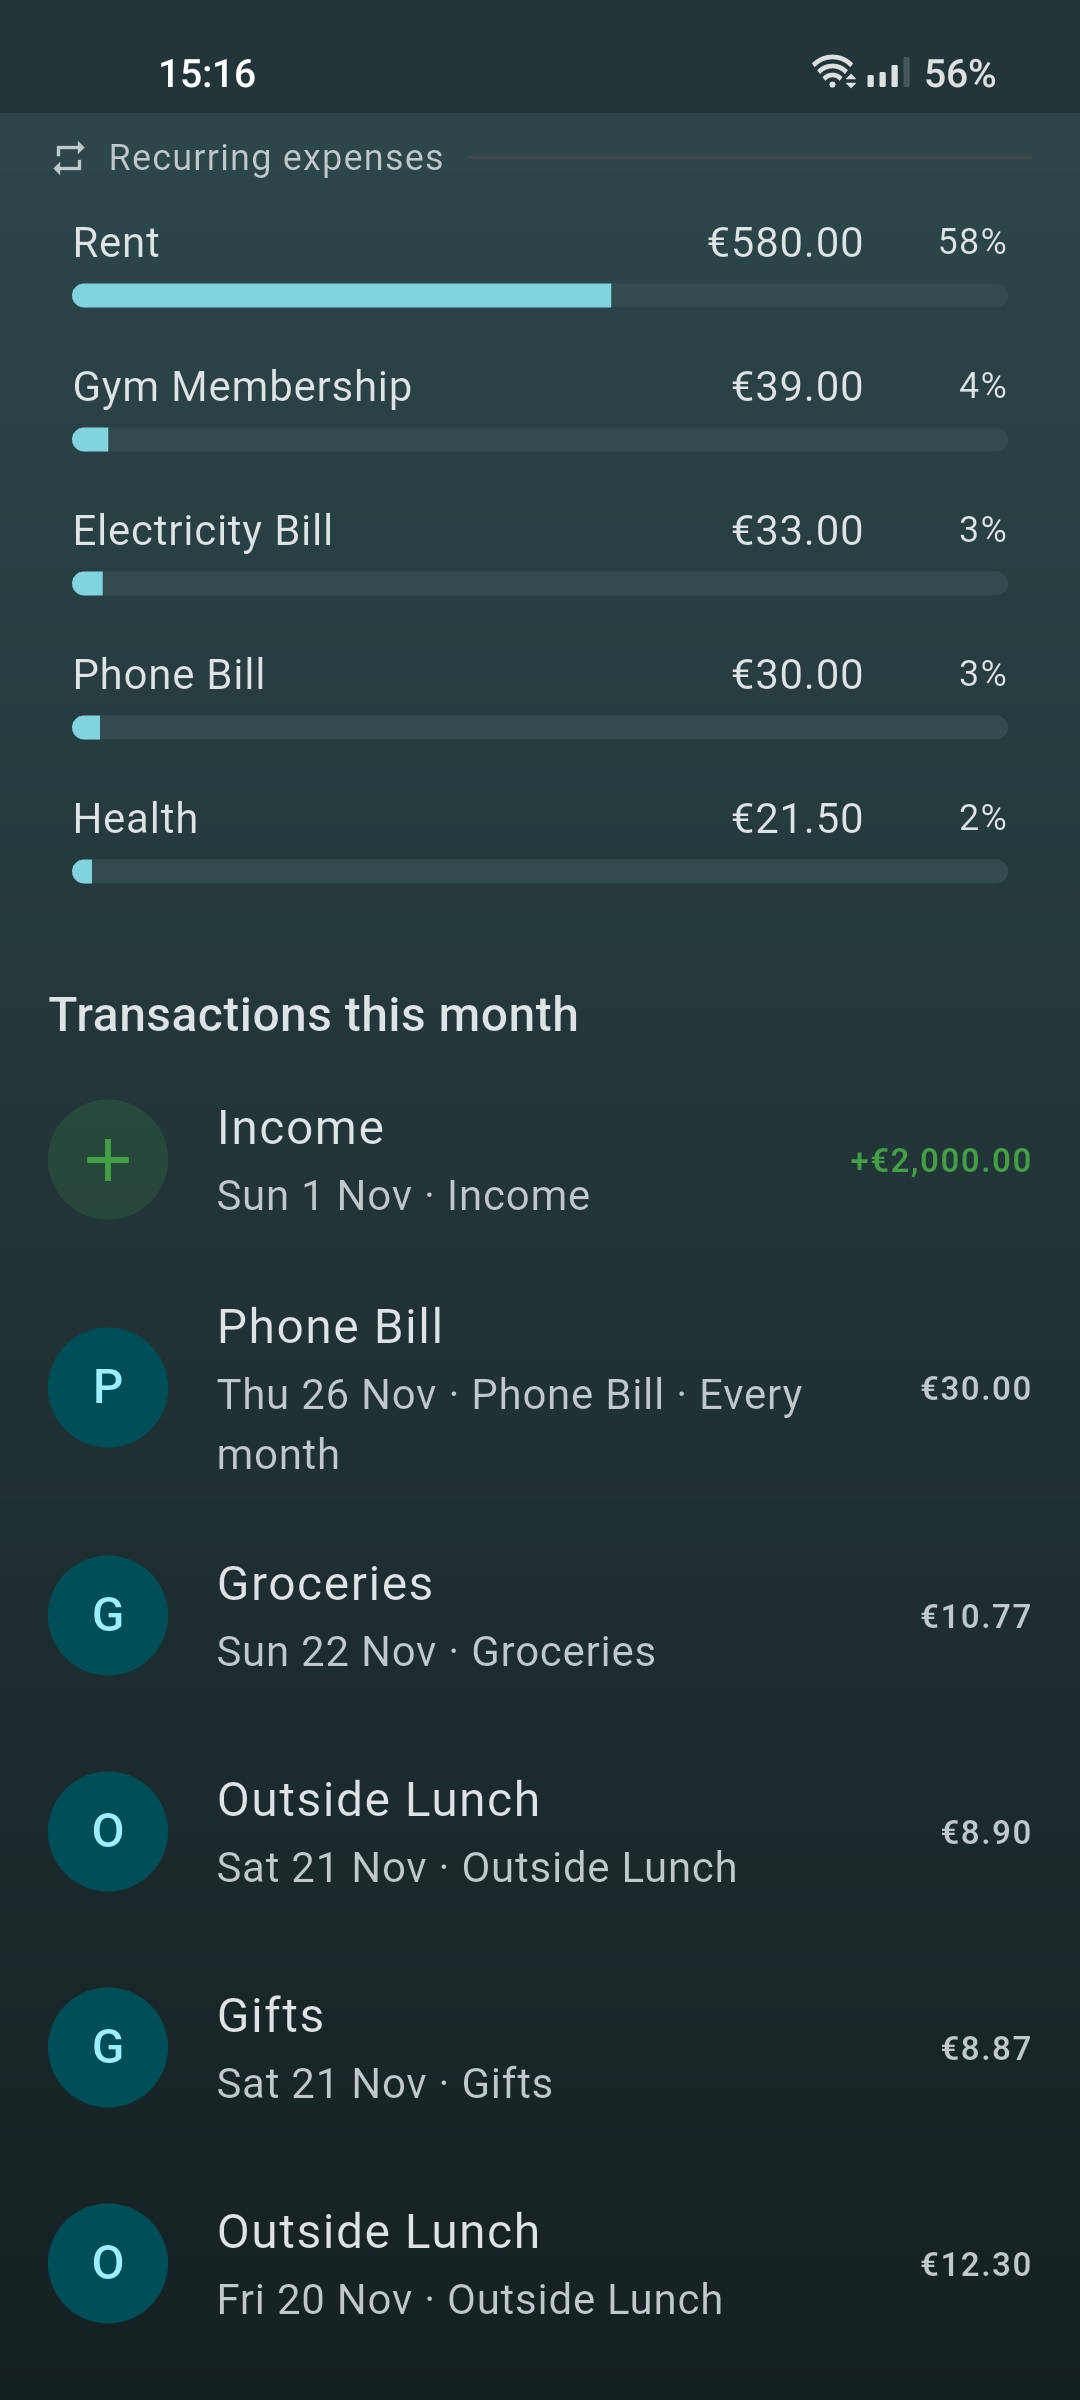 15:16 56%
Recurring expenses
Rent €580.00 58%
Gym Membership €39.00 4%
Electricity Bill €33.00 3%
Phone Bill €30.00 3%
Health €21.50 2%
Transactions this month
Income
Sun 1 Nov · Income
+€2,000.00
Phone Bill
Thu 26 Nov · Phone Bill · Every
month
P
€30.00
Groceries
Sun 22 Nov · Groceries
G
€10.77
Outside Lunch
Sat 21 Nov · Outside Lunch
O
€8.90
Gifts
Sat 21 Nov · Gifts
G
€8.87
Outside Lunch
Fri 20 Nov · Outside Lunch
O
€12.30